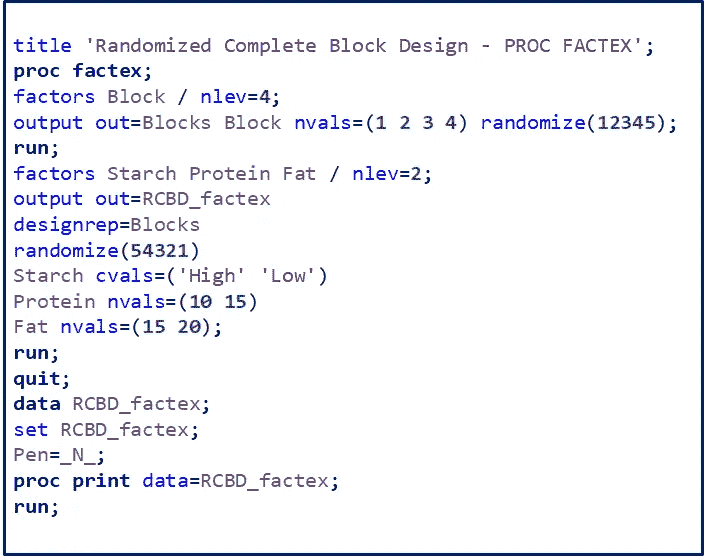 title 'Randomized Complete Block Design - PROC FACTEX';
proc factex;
factors Block / nlev=4;
output out=Blocks Block nvals=(1 2 3 4) randomize(12345);
run;
factors Starch Protein Fat / nlev=2;
output out=RCBD_factex
designrep=Blocks
randomize(54321)
Starch cvals=('High' 'Low')
Protein nvals=(10 15)
Fat nvals=(15 20);
run;
quit;
data RCBD_factex;
set RCBD_factex;
Pen=_N_;
proc print data=RCBD_factex;
run;